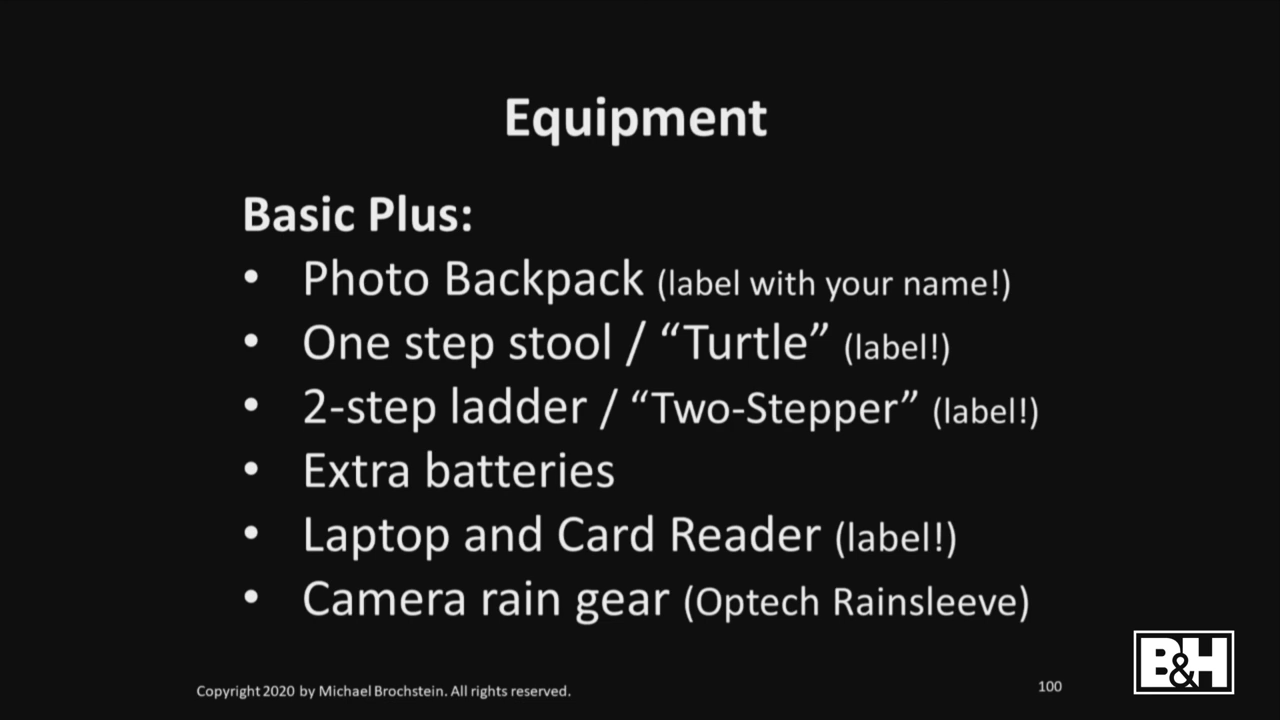 Equipment
Basic Plus:
• Photo Backpack (label with your name!)
• One step stool / “Turtle” (label!)
• 2-step ladder / “Two-Stepper” (label!)
• Extra batteries
• Laptop and Card Reader (label!)
• Camera rain gear (Optech Rainsleeve)
Copyright 2020 by Michael Brochstein. All rights reserved.
100
B&H